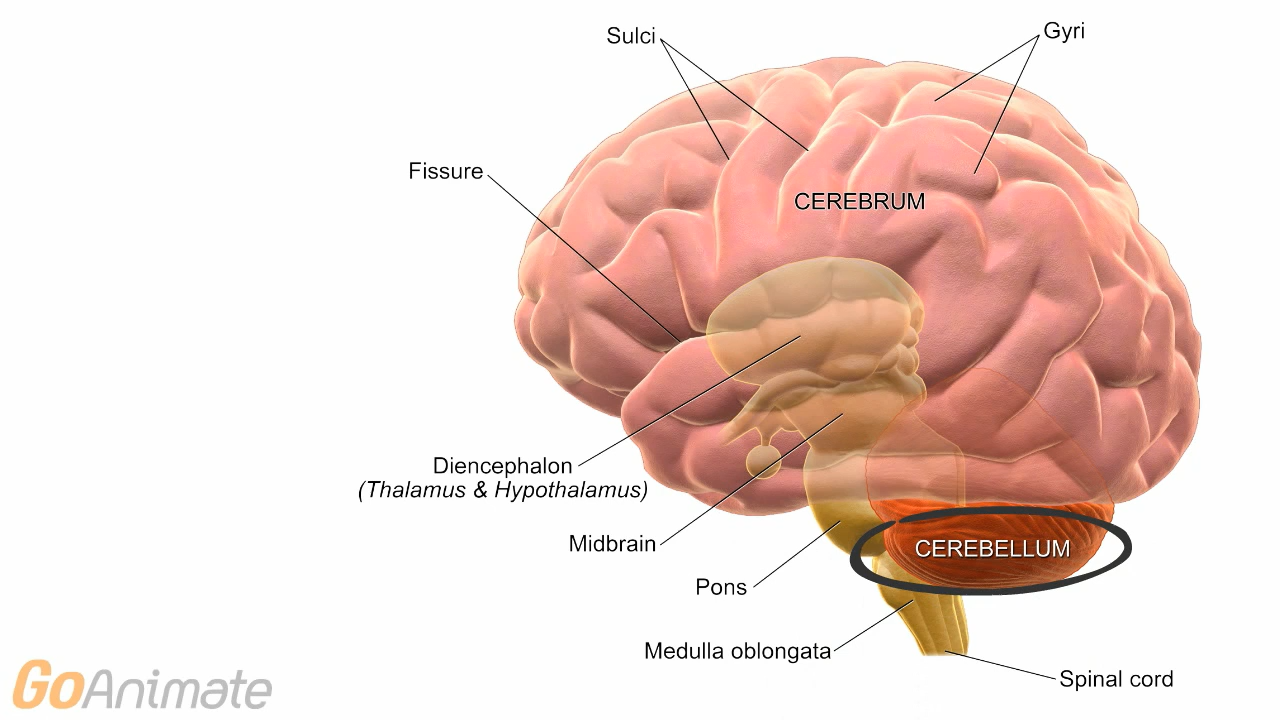 Sulci
Gyri
Fissure
CEREBRUM
Diencephalon
(Thalamus & Hypothalamus)
Midbrain
CEREBELLUM
Pons
Medulla oblongata
Spinal cord
GoAnimate